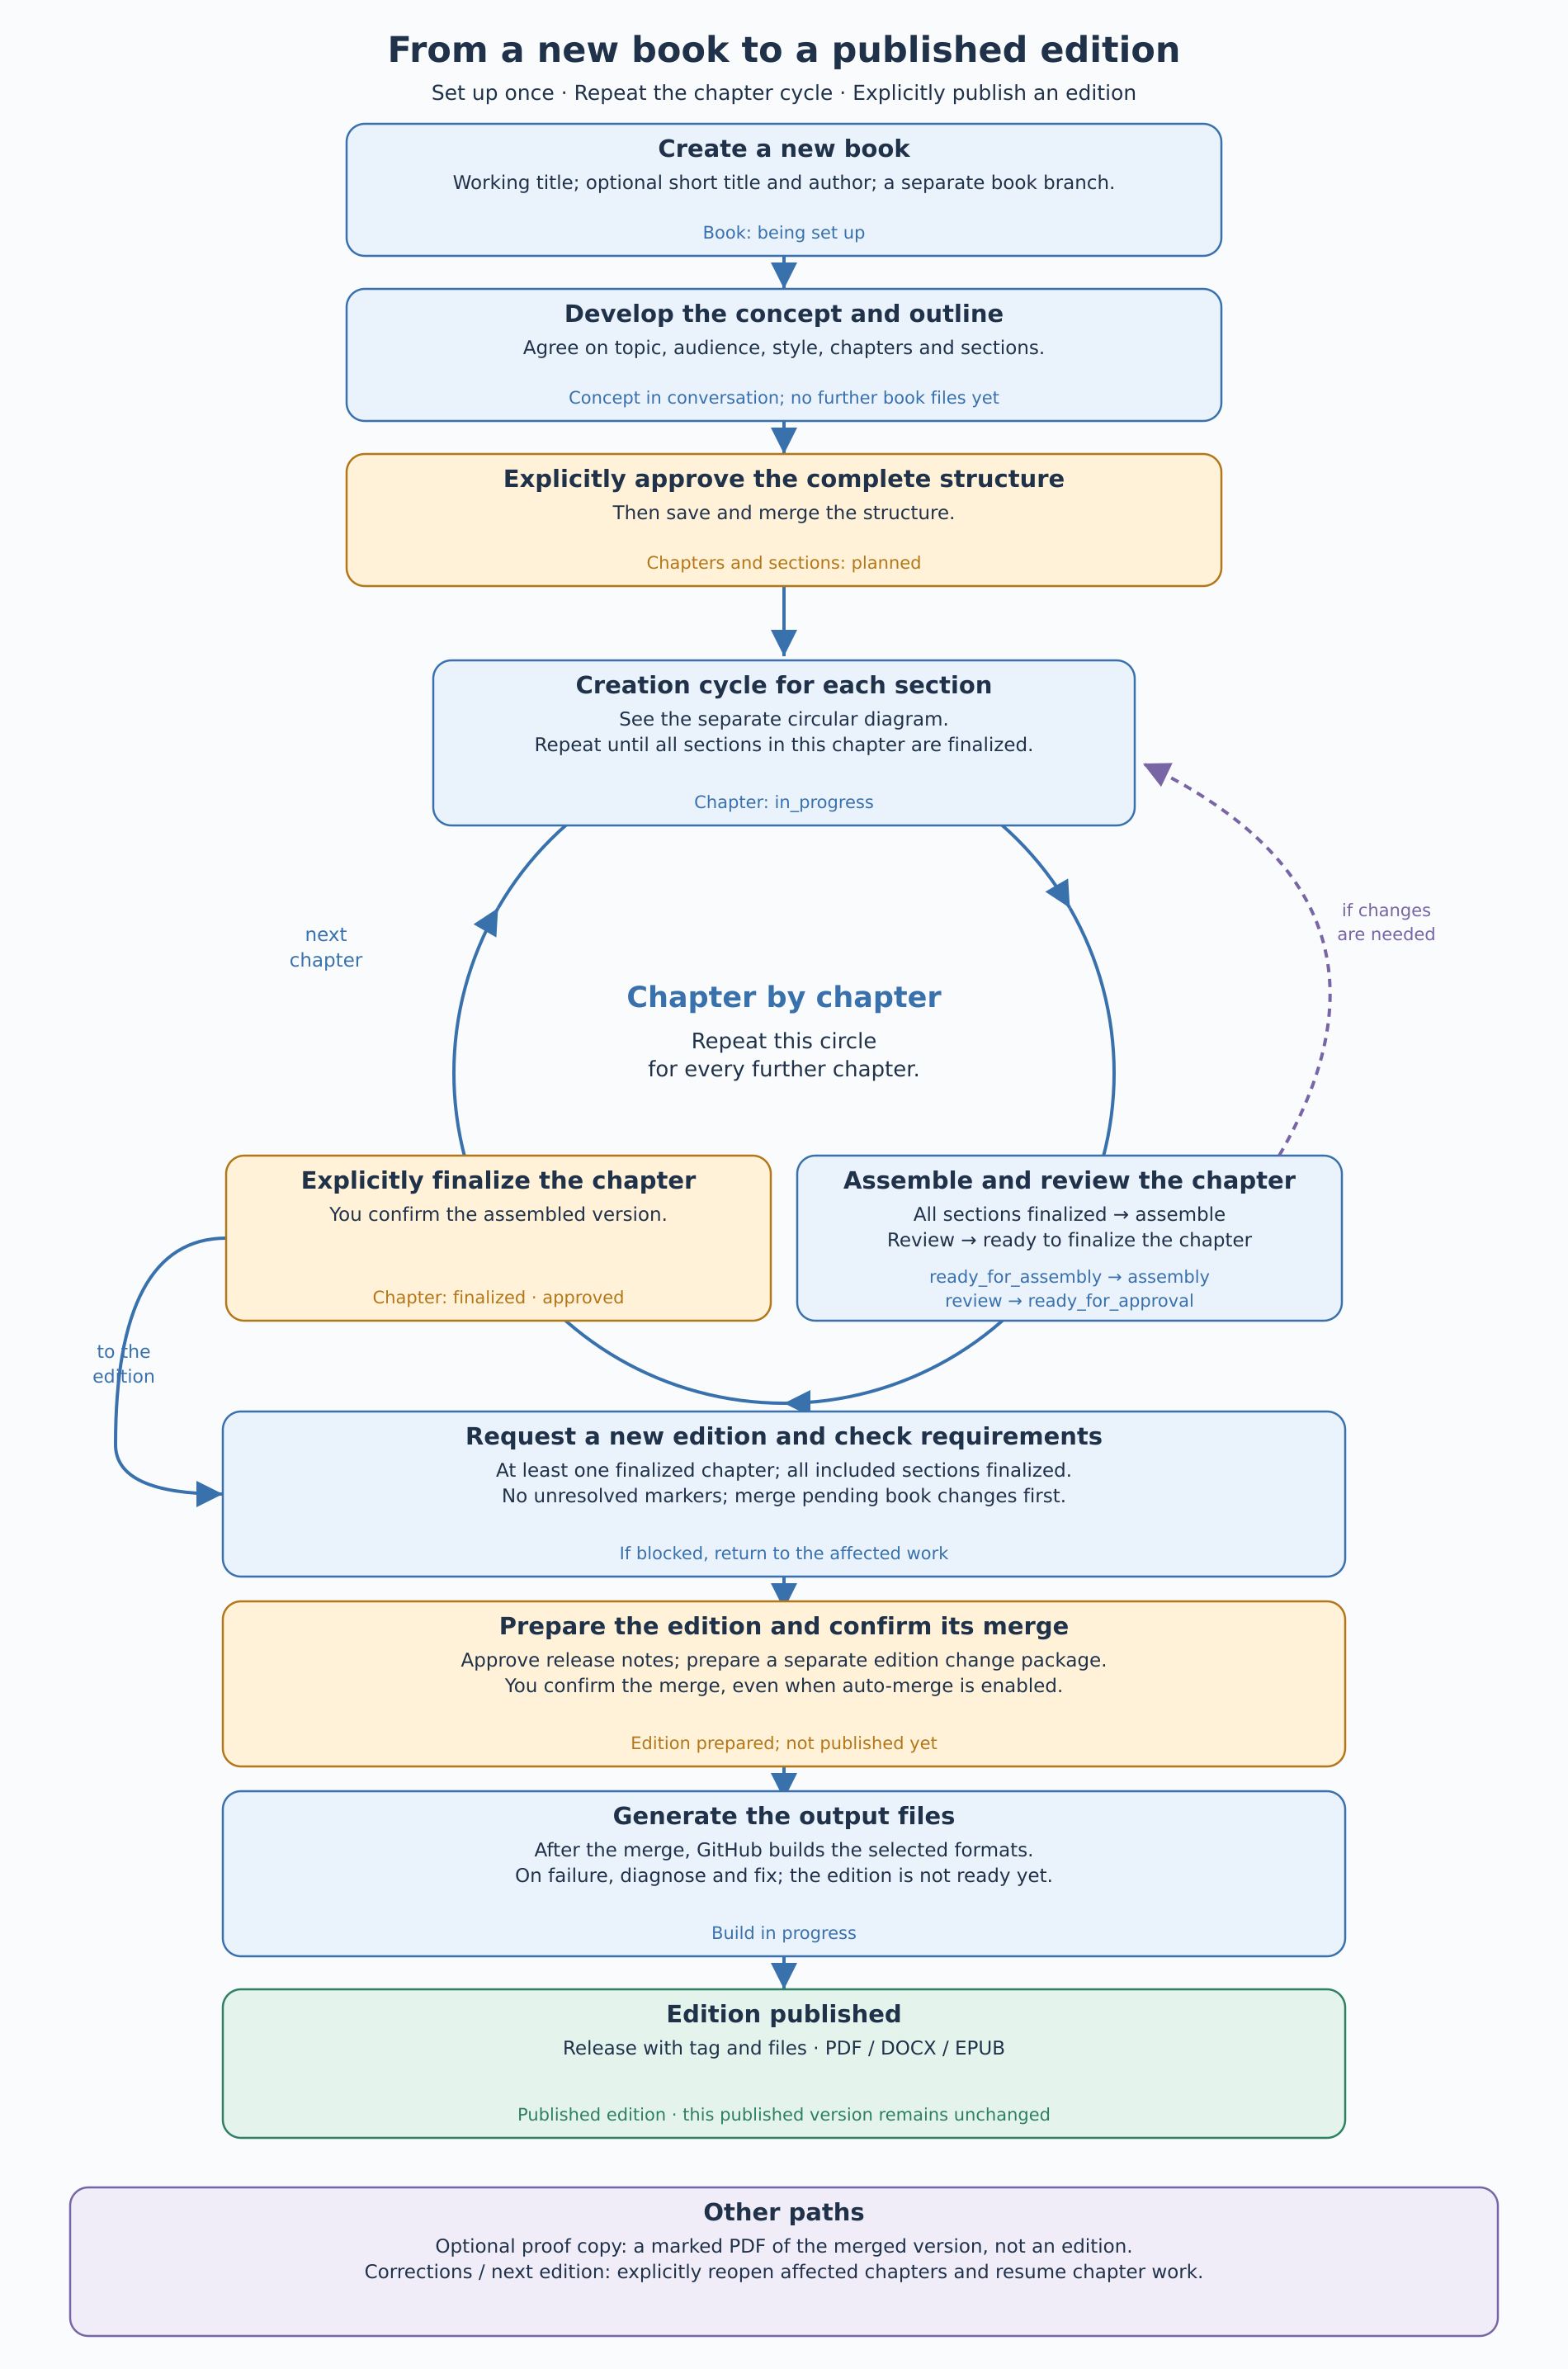 From a new book to a published edition
Set up once · Repeat the chapter cycle · Explicitly publish an edition
Create a new book
Working title; optional short title and author; a separate book branch.
Book: being set up
Develop the concept and outline
Agree on topic, audience, style, chapters and sections.
Concept in conversation; no further book files yet
Explicitly approve the complete structure
Then save and merge the structure.
Chapters and sections: planned
Creation cycle for each section
See the separate circular diagram.
Repeat until all sections in this chapter are finalized.
Chapter: in_progress
if changes
are needed
next
chapter
Chapter by chapter
Repeat this circle
for every further chapter.
Explicitly finalize the chapter
You confirm the assembled version.
Chapter: finalized · approved
Assemble and review the chapter
All sections finalized → assemble
Review → ready to finalize the chapter
ready_for_assembly → assembly
review → ready_for_approval
to the
edition
Request a new edition and check requirements
At least one finalized chapter; all included sections finalized.
No unresolved markers; merge pending book changes first.
If blocked, return to the affected work
Prepare the edition and confirm its merge
Approve release notes; prepare a separate edition change package.
You confirm the merge, even when auto-merge is enabled.
Edition prepared; not published yet
Generate the output files
After the merge, GitHub builds the selected formats.
On failure, diagnose and fix; the edition is not ready yet.
Build in progress
Edition published
Release with tag and files · PDF / DOCX / EPUB
Published edition · this published version remains unchanged
Other paths
Optional proof copy: a marked PDF of the merged version, not an edition.
Corrections / next edition: explicitly reopen affected chapters and resume chapter work.